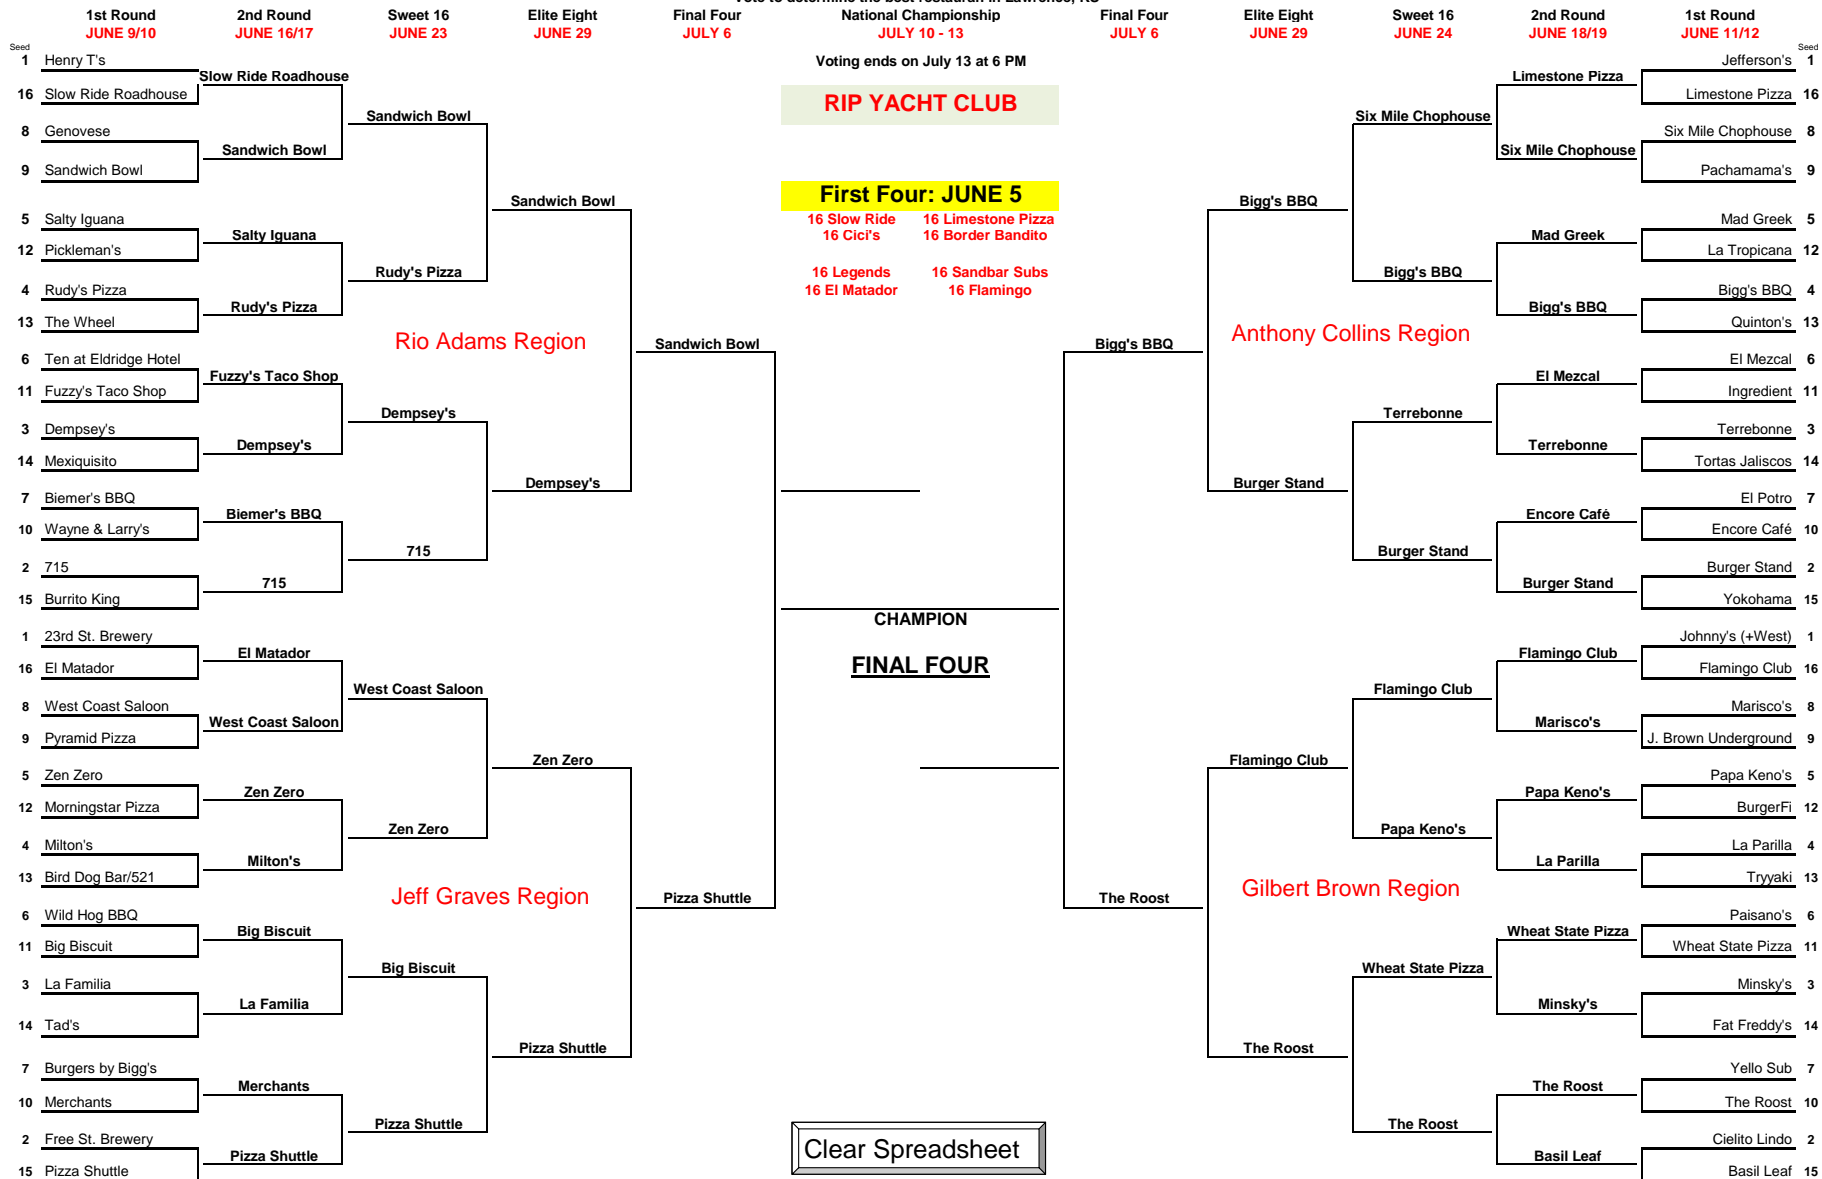 Vote to determine the best restauran in Lawrence, KS
1st Round 2nd Round Sweet 16 Elite Eight Final Four National Championship Final Four Elite Eight Sweet 16 2nd Round 1st Round
JUNE 9/10 JUNE 16/17 JUNE 23 JUNE 29 JULY 6 JULY 10 - 13 JULY 6 JUNE 29 JUNE 24 JUNE 18/19 JUNE 11/12
Seed Seed
1 Henry T's Voting ends on July 13 at 6 PM Jefferson's 1
Slow Ride Roadhouse Limestone Pizza
16 Slow Ride Roadhouse RIP YACHT CLUB Limestone Pizza 16
Sandwich Bowl Six Mile Chophouse
8 Genovese Six Mile Chophouse 8
Sandwich Bowl Six Mile Chophouse
9 Sandwich Bowl Pachamama's 9
First Four: JUNE 5
Sandwich Bowl Bigg's BBQ
5 Salty Iguana 16 Slow Ride 16 Limestone Pizza Mad Greek 5
Salty Iguana 16 Cici's 16 Border Bandito Mad Greek
12 Pickleman's La Tropicana 12
Rudy's Pizza 16 Legends 16 Sandbar Subs Bigg's BBQ
4 Rudy's Pizza 16 El Matador 16 Flamingo Bigg's BBQ 4
Rudy's Pizza Bigg's BBQ
13 The Wheel Quinton's 13
Rio Adams Region Anthony Collins Region
Sandwich Bowl Bigg's BBQ
6 Ten at Eldridge Hotel El Mezcal 6
Fuzzy's Taco Shop El Mezcal
11 Fuzzy's Taco Shop Ingredient 11
Dempsey's Terrebonne
3 Dempsey's Terrebonne 3
Dempsey's Terrebonne
14 Mexiquisito Tortas Jaliscos 14
Dempsey's Burger Stand
7 Biemer's BBQ El Potro 7
Biemer's BBQ Encore Café
10 Wayne & Larry's Encore Café 10
715 Burger Stand
2 715 Burger Stand 2
715 Burger Stand
15 Burrito King Yokohama 15
CHAMPION
1 23rd St. Brewery Johnny's (+West) 1
El Matador Flamingo Club
16 El Matador FINAL FOUR Flamingo Club 16
West Coast Saloon Flamingo Club
8 West Coast Saloon Marisco's 8
West Coast Saloon Marisco's
9 Pyramid Pizza J. Brown Underground 9
Zen Zero Flamingo Club
5 Zen Zero Papa Keno's 5
Zen Zero Papa Keno's
12 Morningstar Pizza BurgerFi 12
Zen Zero Papa Keno's
4 Milton's La Parilla 4
Milton's La Parilla
13 Bird Dog Bar/521 Tryyaki 13
Jeff Graves Region Gilbert Brown Region
Pizza Shuttle The Roost
6 Wild Hog BBQ Paisano's 6
Big Biscuit Wheat State Pizza
11 Big Biscuit Wheat State Pizza 11
Big Biscuit Wheat State Pizza
3 La Familia Minsky's 3
La Familia Minsky's
14 Tad's Fat Freddy's 14
Pizza Shuttle The Roost
7 Burgers by Bigg's Yello Sub 7
Merchants The Roost
10 Merchants The Roost 10
Pizza Shuttle The Roost
2 Free St. Brewery Clear Spreadsheet Cielito Lindo 2
Pizza Shuttle Basil Leaf
15 Pizza Shuttle Basil Leaf 15